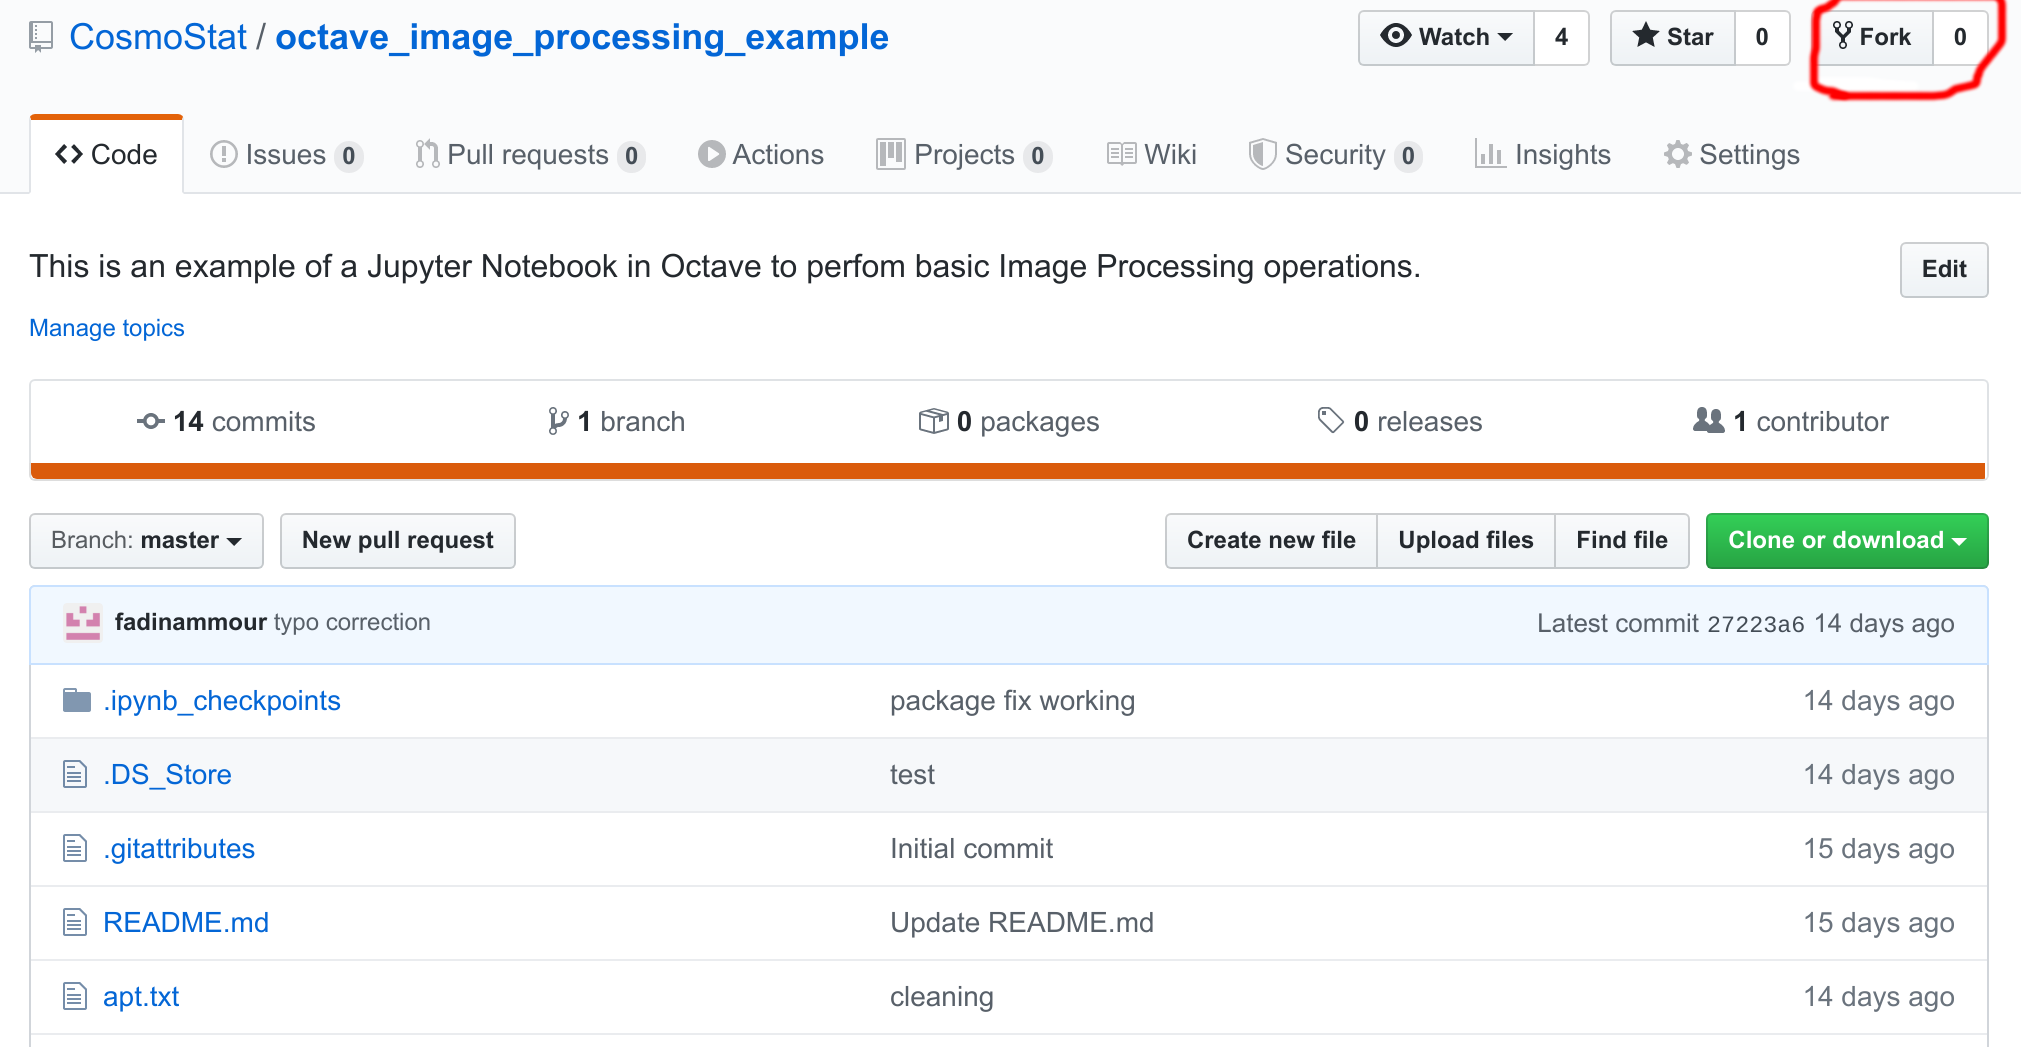 CosmoStat / octave_image_processing_example Watch 4 Star 0 Fork 0
Code Issues 0 Pull requests 0 Actions Projects 0 Wiki Security 0 Insights Settings
This is an example of a Jupyter Notebook in Octave to perfom basic Image Processing operations. Edit
Manage topics
14 commits 1 branch 0 packages 0 releases 1 contributor
Branch: master New pull request Create new file Upload files Find file Clone or download
fadinammour typo correction Latest commit 27223a6 14 days ago
.ipynb_checkpoints package fix working 14 days ago
.DS_Store test 14 days ago
.gitattributes Initial commit 15 days ago
README.md Update README.md 15 days ago
apt.txt cleaning 14 days ago